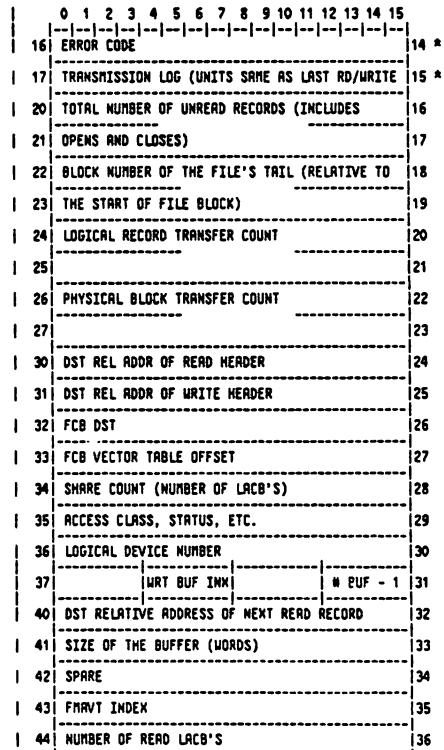 0 1 2 3 4 5 6 7 8 9 10 11 12 13 14 15
16 ERROR CODE 14 *
17 TRANSMISSION LOG (UNITS SAME AS LAST RD/WRITE 15 *
20 TOTAL NUMBER OF UNREAD RECORDS (INCLUDES 16
21 OPENS AND CLOSES) 17
22 BLOCK NUMBER OF THE FILE'S TAIL (RELATIVE TO 18
23 THE START OF FILE BLOCK) 19
24 LOGICAL RECORD TRANSFER COUNT 20
25 21
26 PHYSICAL BLOCK TRANSFER COUNT 22
27 23
30 DST REL ADDR OF READ HEADER 24
31 DST REL ADDR OF WRITE HEADER 25
32 FCB DST 26
33 FCB VECTOR TABLE OFFSET 27
34 SHARE COUNT (NUMBER OF LACB'S) 28
35 ACCESS CLASS, STATUS, ETC. 29
36 LOGICAL DEVICE NUMBER 30
37 WRT BUF INX # BUF - 1 31
40 DST RELATIVE ADDRESS OF NEXT READ RECORD 32
41 SIZE OF THE BUFFER (WORDS) 33
42 SPARE 34
43 FMAVT INDEX 35
44 NUMBER OF READ LACB'S 36